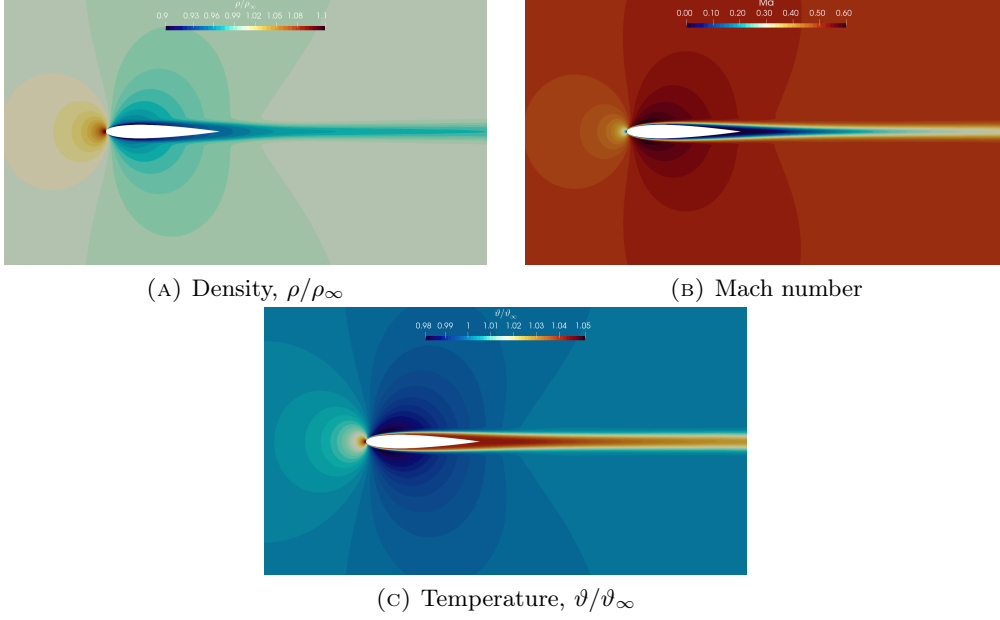 ρ/ρ∞
0.9 0.93 0.96 0.99 1.02 1.05 1.08 1.1
Ma
0.00 0.10 0.20 0.30 0.40 0.50 0.60
(A) Density, ρ/ρ∞
(B) Mach number
ϑ/ϑ∞
0.98 0.99 1 1.01 1.02 1.03 1.04 1.05
(C) Temperature, ϑ/ϑ∞